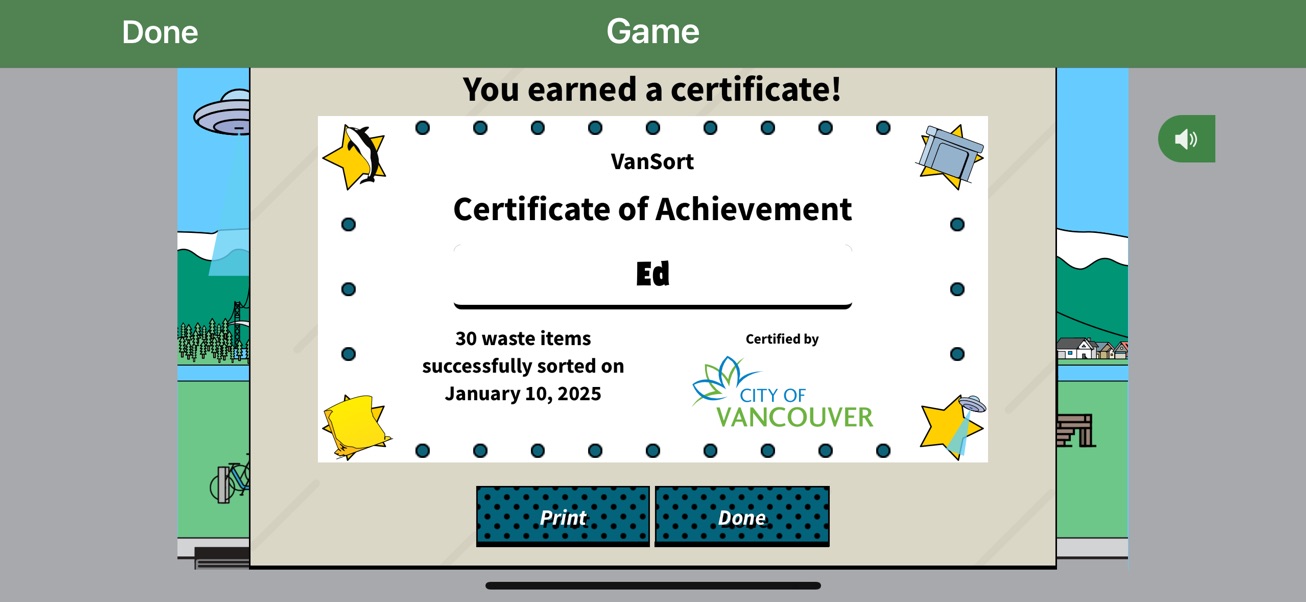 Done
Game
You earned a certificate!
VanSort
Certificate of Achievement
Ed
30 waste items
successfully sorted on
January 10, 2025
Certified by
CITY OF
VANCOUVER
Print
Done